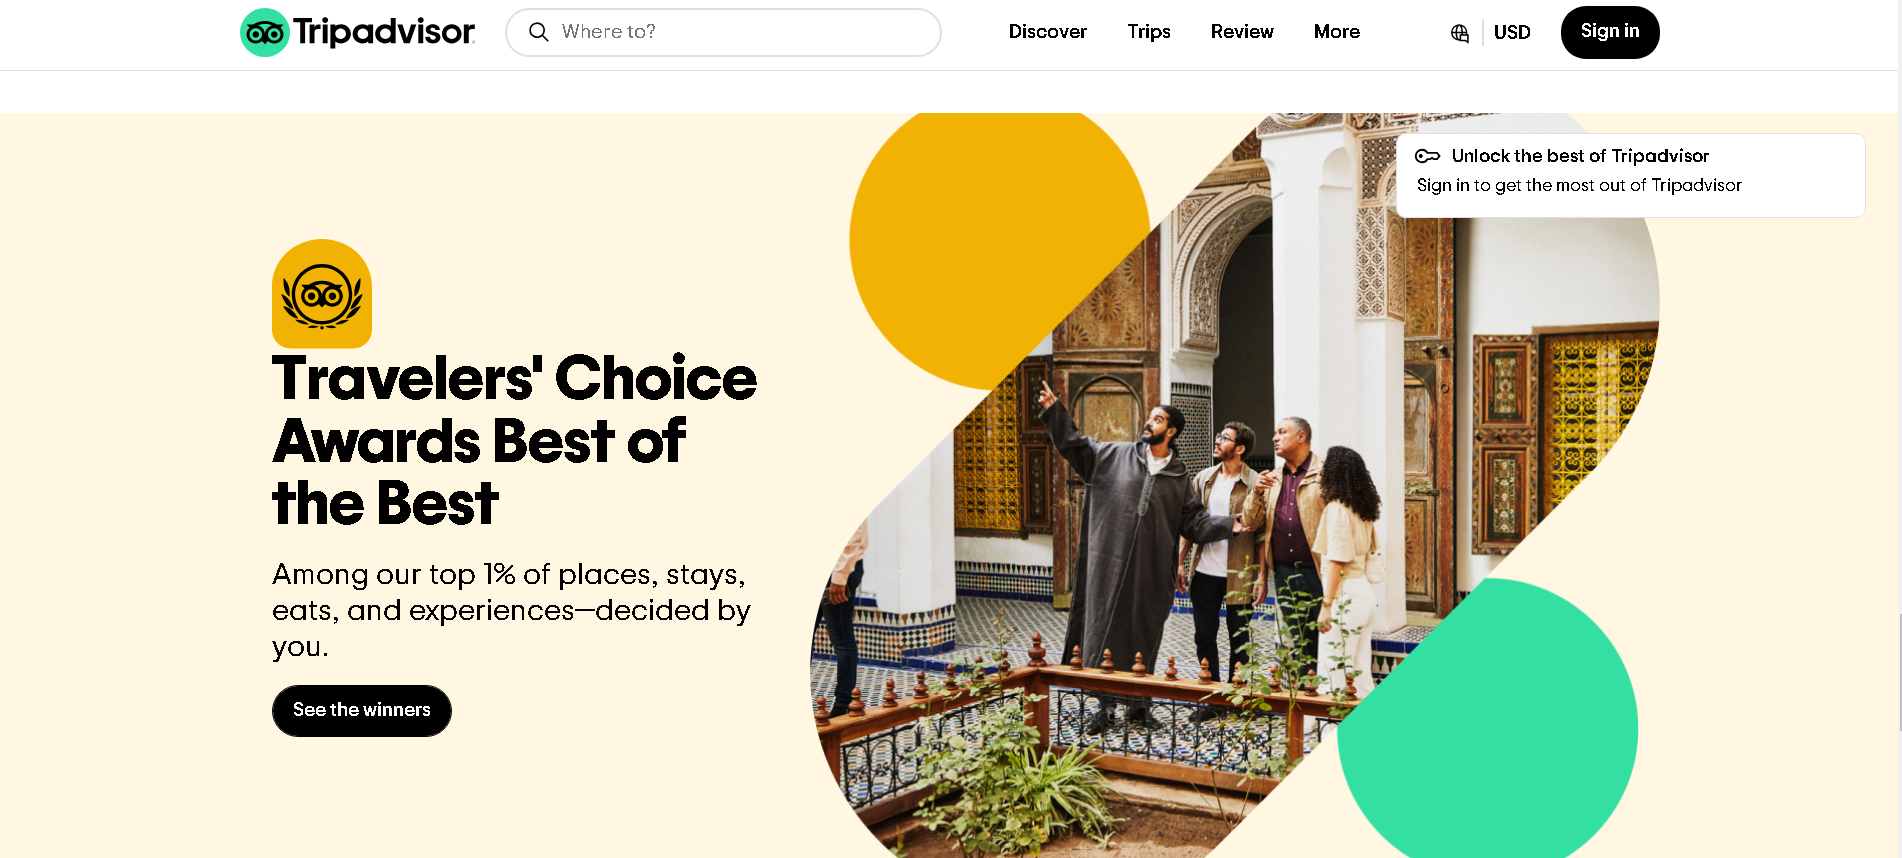 Tripadvisor
Where to?
Discover
Trips
Review
More
USD
Sign in
Unlock the best of Tripadvisor
Sign in to get the most out of Tripadvisor
Travelers' Choice
Awards Best of
the Best
Among our top 1% of places, stays,
eats, and experiences—decided by
you.
See the winners